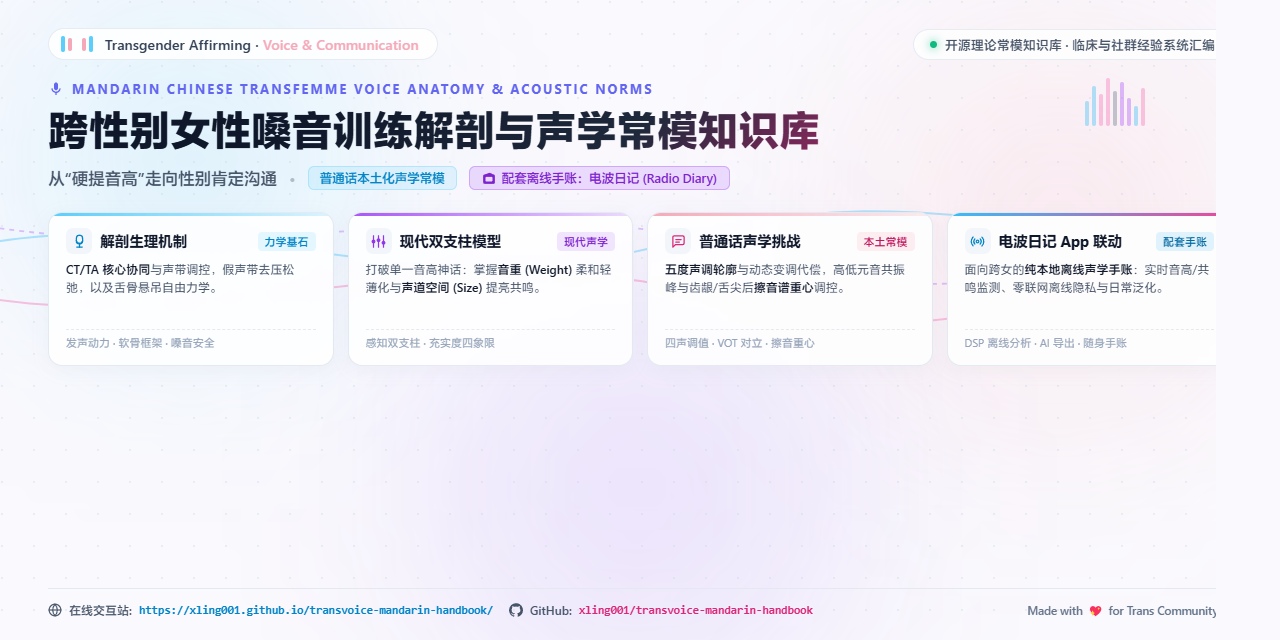 Transgender Affirming · Voice & Communication
开源理论常模知识库 · 临床与社群经验系统汇编
MANDARIN CHINESE TRANSFEMME VOICE ANATOMY & ACOUSTIC NORMS
跨性别女性嗓音训练解剖与声学常模知识库
从“硬提音高”走向性别肯定沟通 • 普通话本土化声学常模 配套离线手账：电波日记 (Radio Diary)
解剖生理机制 力学基石
CT/TA 核心协同与声带调控，假声带去压松
弛，以及舌骨悬吊自由力学。
发声动力 · 软骨框架 · 嗓音安全
现代双支柱模型 现代声学
打破单一音高神话：掌握音重 (Weight) 柔和轻
薄化与声道空间 (Size) 提亮共鸣。
感知双支柱 · 充实度四象限
普通话声学挑战 本土常模
五度声调轮廓与动态变调代偿，高低元音共振
峰与齿龈/舌尖后擦音谱重心调控。
四声调值 · VOT 对立 · 擦音重心
电波日记 App 联动 配套手账
面向跨女的纯本地离线声学手账：实时音高/共
鸣监测、零联网离线隐私与日常泛化。
DSP 离线分析 · AI 导出 · 随身手账
在线交互站: https://xling001.github.io/transvoice-mandarin-handbook/ GitHub: xling001/transvoice-mandarin-handbook
Made with for Trans Community